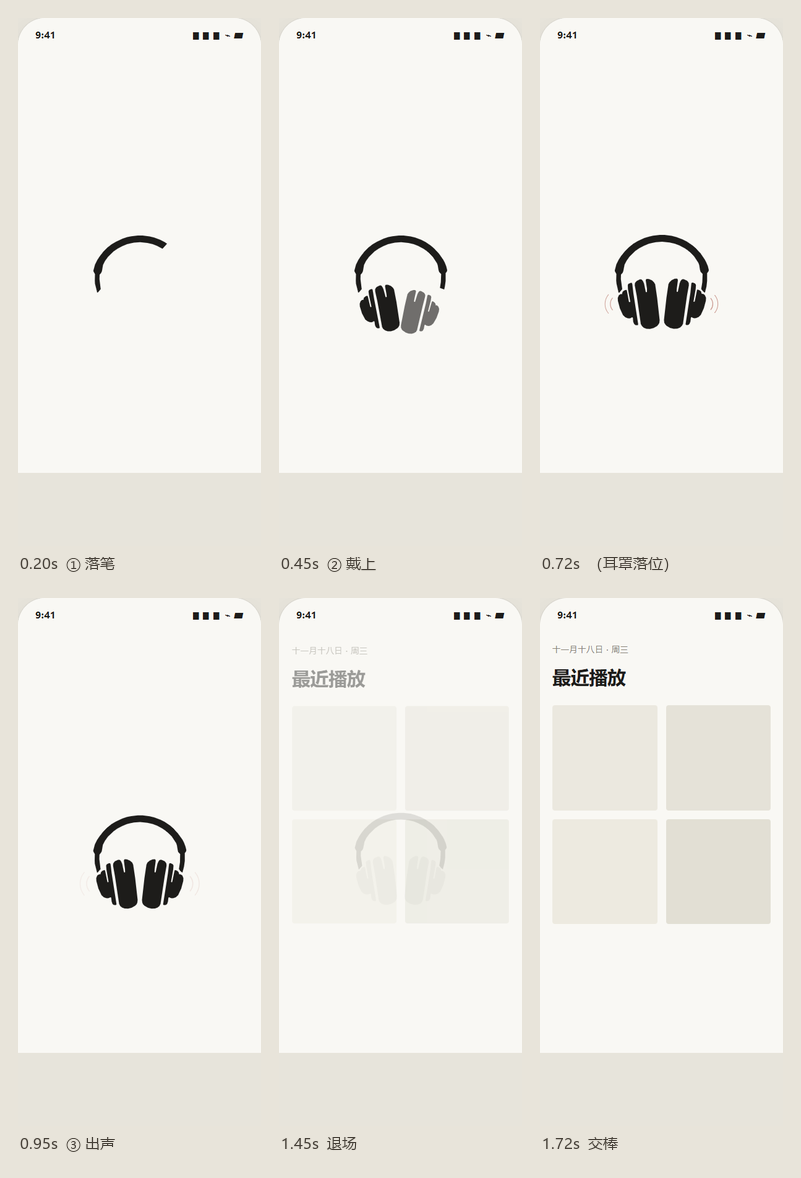 9:41
9:41
9:41
0.20s ① 落笔
0.45s ② 戴上
0.72s （耳罩落位）
9:41
9:41
十一月十八日 · 周三
最近播放
9:41
十一月十八日 · 周三
最近播放
0.95s ③ 出声
1.45s 退场
1.72s 交棒